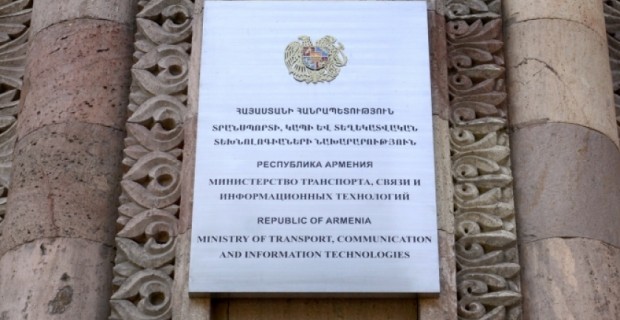 ՀԱՅԱՍՏԱՆԻ ՀԱՆՐԱՊԵՏՈՒԹՅՈՒՆ
ՏՐԱՆՍՊՈՐՏԻ, ԿԱՊԻ ԵՎ ՏԵՂԵԿԱՏՎԱԿԱՆ
ՏԵԽՆՈԼՈԳԻԱՆԵՐԻ ՆԱԽԱՐԱՐՈՒԹՅՈՒՆ
РЕСПУБЛИКА АРМЕНИЯ
МИНИСТЕРСТВО ТРАНСПОРТА, СВЯЗИ И
ИНФОРМАЦИОННЫХ ТЕХНОЛОГИЙ
REPUBLIC OF ARMENIA
MINISTRY OF TRANSPORT, COMMUNICATION
AND INFORMATION TECHNOLOGIES